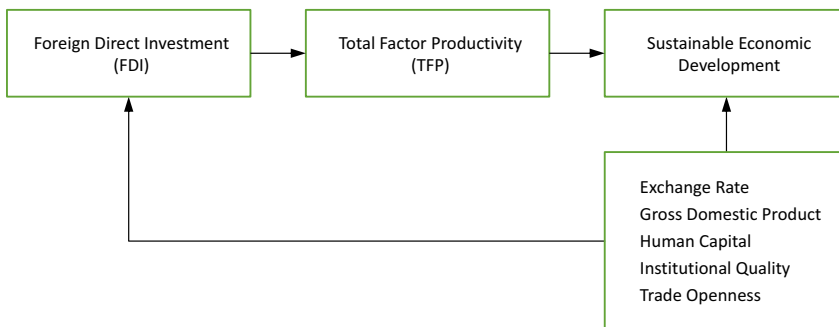 Foreign Direct Investment
(FDI)
Total Factor Productivity
(TFP)
Sustainable Economic
Development
Exchange Rate
Gross Domestic Product
Human Capital
Institutional Quality
Trade Openness